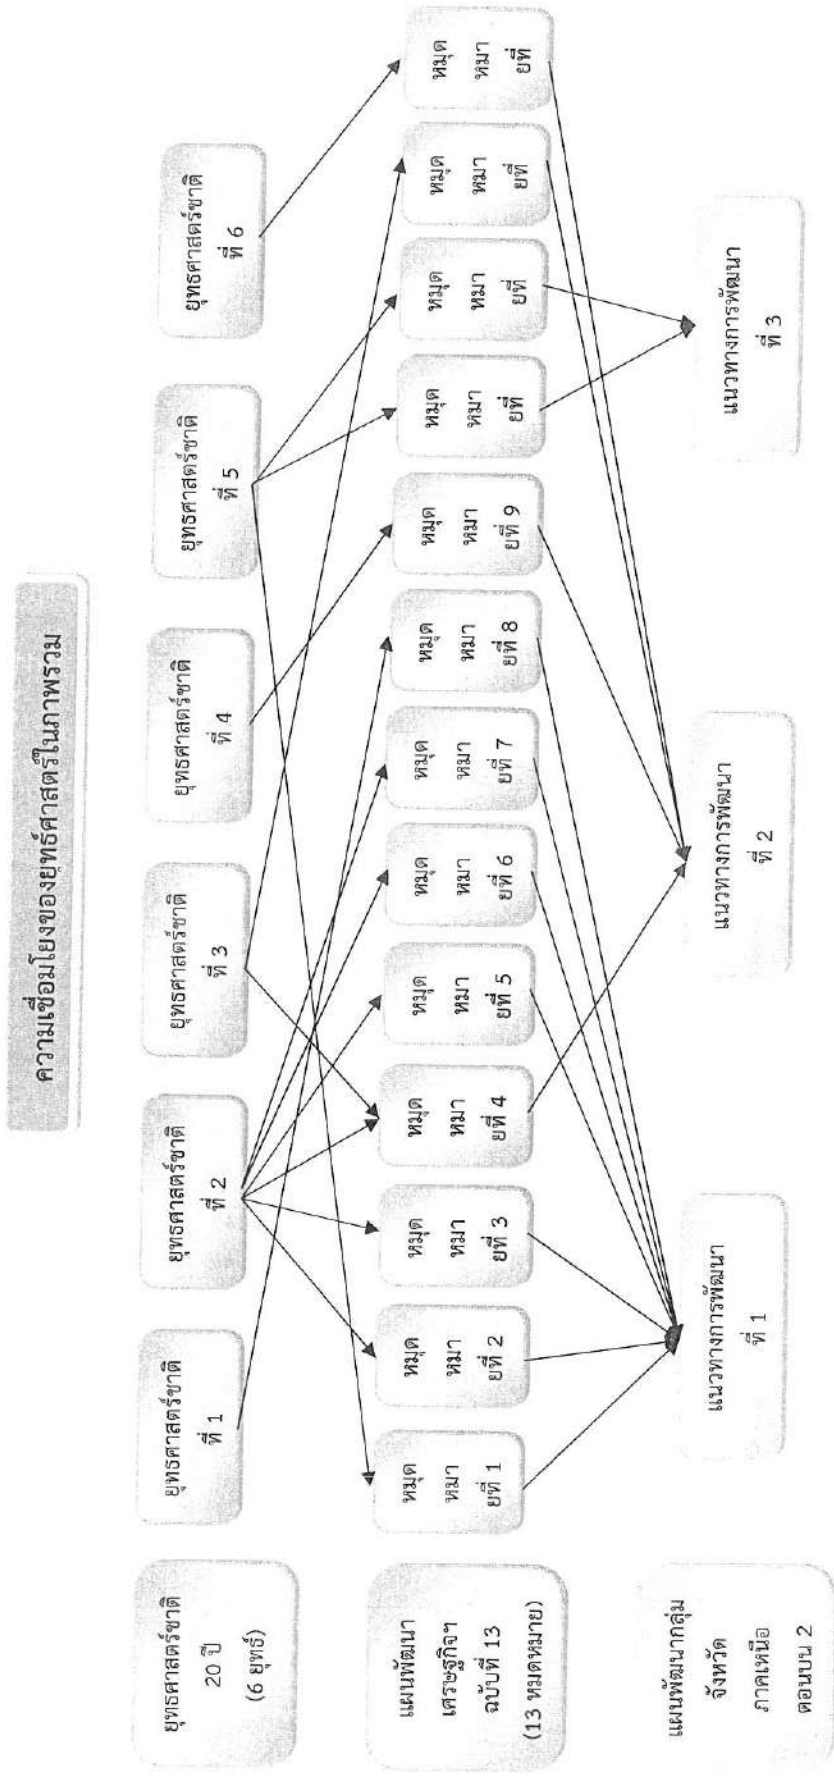 ความเชื่อมโยงของยุทธ์ศาสตร์ในภาพรวม
ยุทธศาสตร์ชาติ
20 ปี
(6 ยุทธ์)
ยุทธศาสตร์ชาติ
ที่ 1
ยุทธศาสตร์ชาติ
ที่ 2
ยุทธศาสตร์ชาติ
ที่ 3
ยุทธศาสตร์ชาติ
ที่ 4
ยุทธศาสตร์ชาติ
ที่ 5
ยุทธศาสตร์ชาติ
ที่ 6
แผนพัฒนา
เศรษฐกิจฯ
ฉบับที่ 13
(13 หมดหมาย)
หมุด
หมา
ยที่ 1
หมุด
หมา
ยที่ 2
หมุด
หมา
ยที่ 3
หมุด
หมา
ยที่ 4
หมุด
หมา
ยที่ 5
หมุด
หมา
ยที่ 6
หมุด
หมา
ยที่ 7
หมุด
หมา
ยที่ 8
หมุด
หมา
ยที่ 9
หมุด
หมา
ยที่
หมุด
หมา
ยที่
หมุด
หมา
ยที่
หมุด
หมา
ยที่
แผนพัฒนากลุ่ม
จังหวัด
ภาคเหนือ
ตอนบน 2
แนวทางการพัฒนา
ที่ 1
แนวทางการพัฒนา
ที่ 2
แนวทางการพัฒนา
ที่ 3